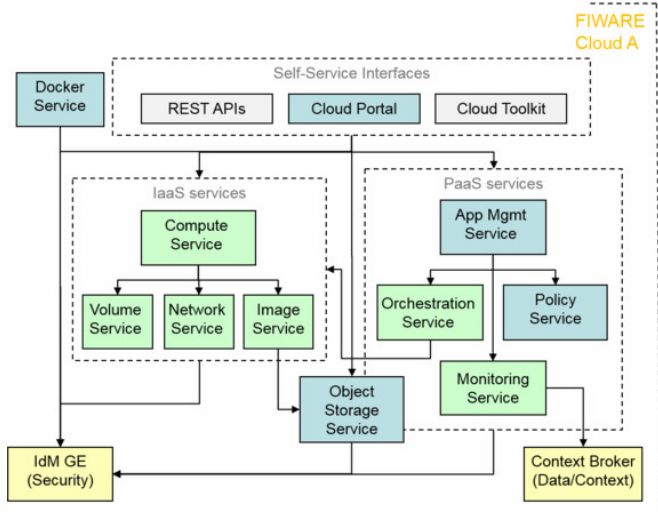 FIWARE
Cloud A
Self-Service Interfaces
Docker
Service
REST APIs
Cloud Portal
Cloud Toolkit
IaaS services
PaaS services
Compute
Service
App Mgmt
Service
Volume
Service
Network
Service
Image
Service
Orchestration
Service
Policy
Service
Object
Storage
Service
Monitoring
Service
IdM GE
(Security)
Context Broker
(Data/Context)